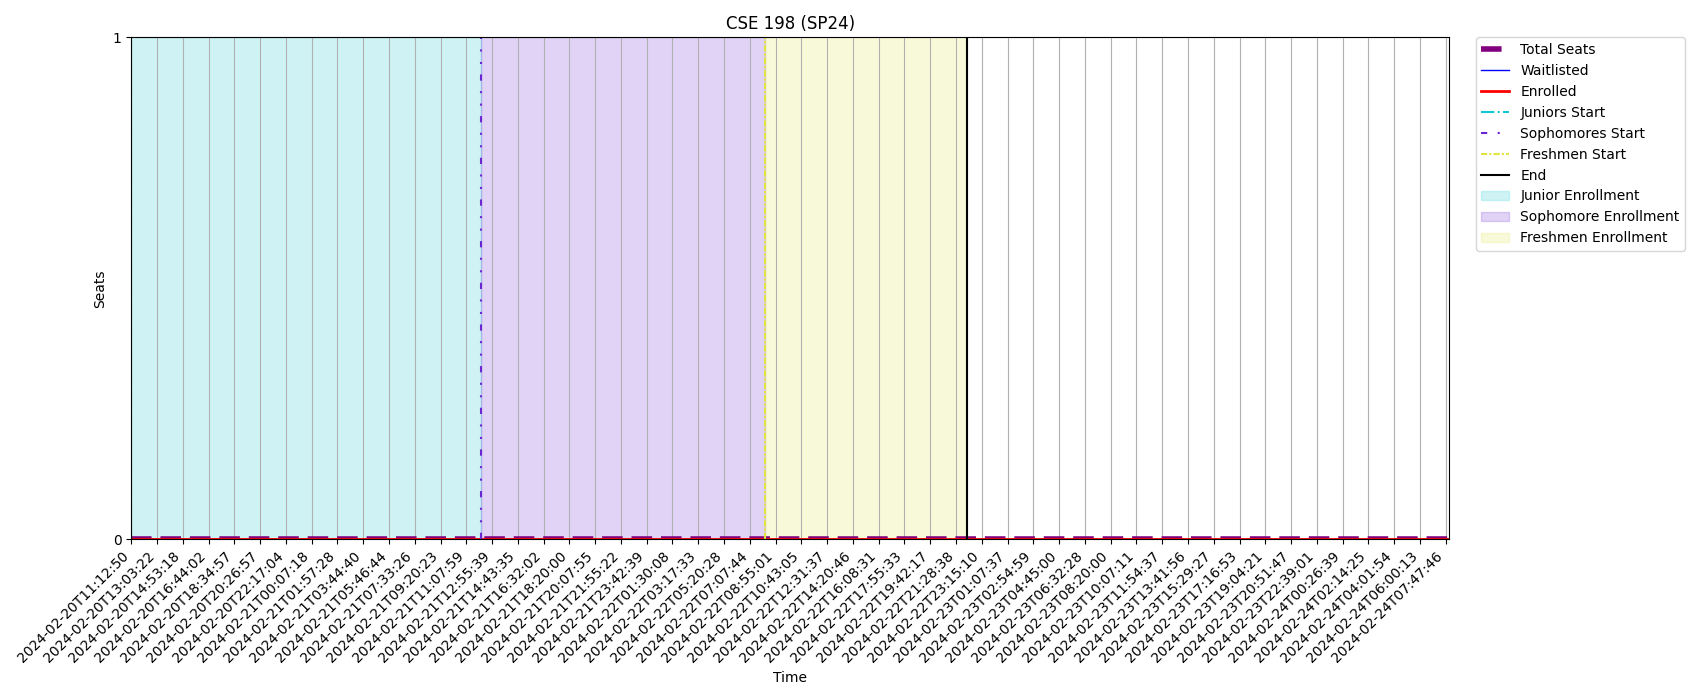 CSE 198 (SP24)
1
0
Seats
2024-02-20T11:12:50
2024-02-20T13:03:22
2024-02-20T14:53:18
2024-02-20T16:44:02
2024-02-20T18:34:57
2024-02-20T20:26:57
2024-02-20T22:17:04
2024-02-21T00:07:18
2024-02-21T01:57:28
2024-02-21T03:44:40
2024-02-21T05:46:44
2024-02-21T07:33:26
2024-02-21T09:20:23
2024-02-21T11:07:59
2024-02-21T12:55:39
2024-02-21T14:43:35
2024-02-21T16:32:02
2024-02-21T18:20:00
2024-02-21T20:07:55
2024-02-21T21:55:22
2024-02-21T23:42:39
2024-02-22T01:30:08
2024-02-22T03:17:33
2024-02-22T05:20:28
2024-02-22T07:07:44
2024-02-22T08:55:01
2024-02-22T10:43:05
2024-02-22T12:31:37
2024-02-22T14:20:46
2024-02-22T16:08:31
2024-02-22T17:55:33
2024-02-22T19:42:17
2024-02-22T21:28:38
2024-02-22T23:15:10
2024-02-23T01:07:37
2024-02-23T02:54:59
2024-02-23T04:45:00
2024-02-23T06:32:28
2024-02-23T08:20:00
2024-02-23T10:07:11
2024-02-23T11:54:37
2024-02-23T13:41:56
2024-02-23T15:29:27
2024-02-23T17:16:53
2024-02-23T19:04:21
2024-02-23T20:51:47
2024-02-23T22:39:01
2024-02-24T00:26:39
2024-02-24T02:14:25
2024-02-24T04:01:54
2024-02-24T06:00:13
2024-02-24T07:47:46
Time
Total Seats
Waitlisted
Enrolled
Juniors Start
Sophomores Start
Freshmen Start
End
Junior Enrollment
Sophomore Enrollment
Freshmen Enrollment